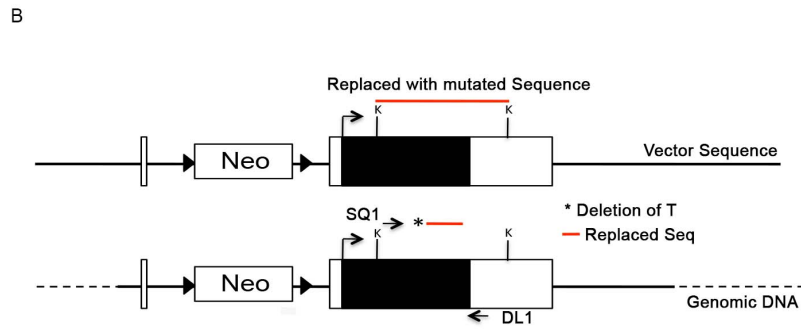 B
Replaced with mutated Sequence
K K
Neo
Vector Sequence
SQ1 * * Deletion of T
K K Replaced Seq
Neo
DL1 Genomic DNA